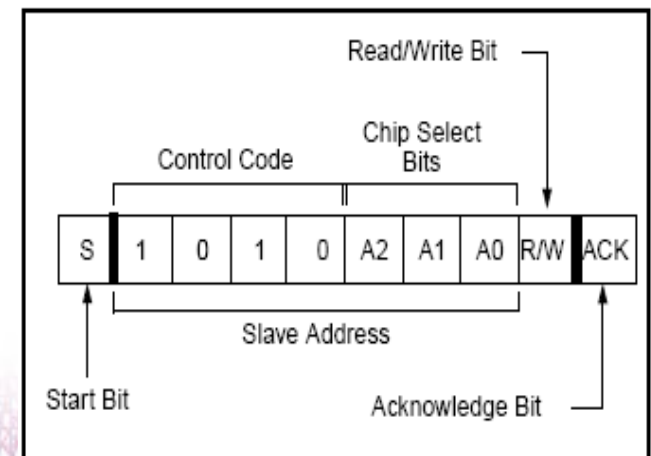 Read/Write Bit
Chip Select
Bits
Control Code
S 1 0 1 0 A2 A1 A0 R/W ACK
Slave Address
Start Bit
Acknowledge Bit